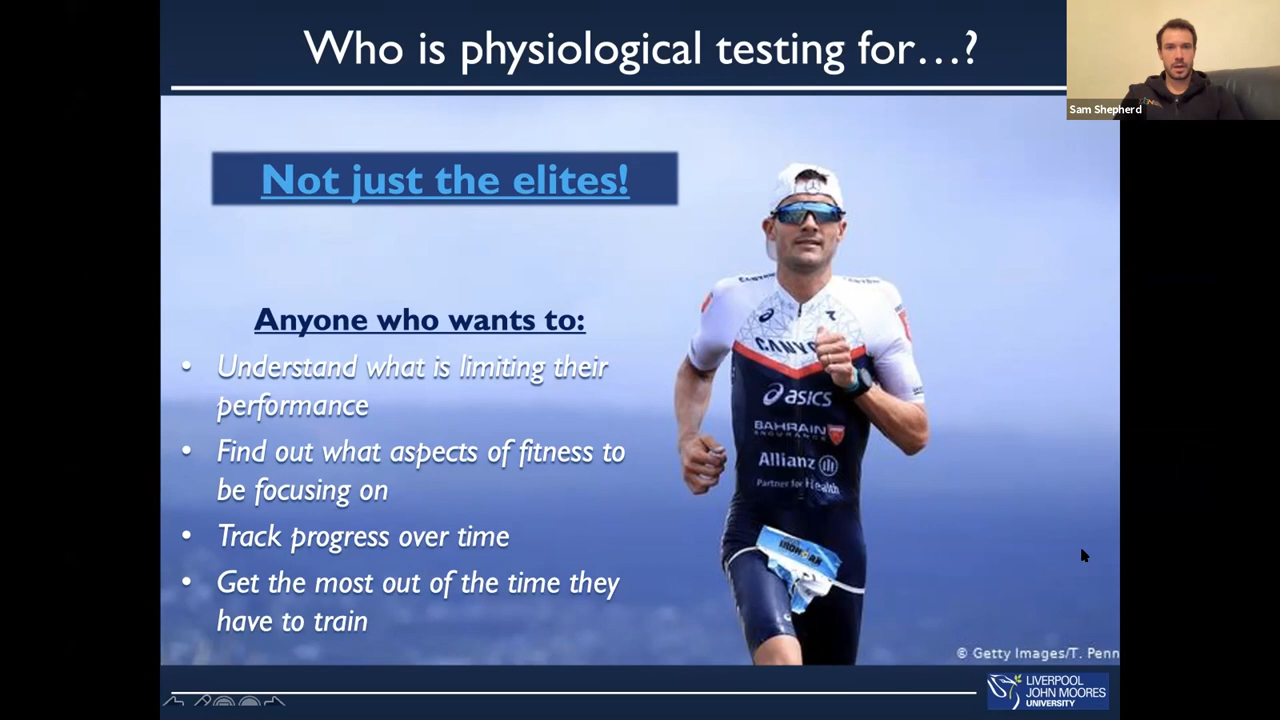 Who is physiological testing for...?
Sam Shepherd
Not just the elites!
Anyone who wants to:
• Understand what is limiting their
performance
• Find out what aspects of fitness to
be focusing on
• Track progress over time
• Get the most out of the time they
have to train
asics
BAHRAIN
ENDURANCE
Allianz
Partner for Health
IRONMAN
© Getty Images/T. Penn
LIVERPOOL
JOHN MOORES
UNIVERSITY